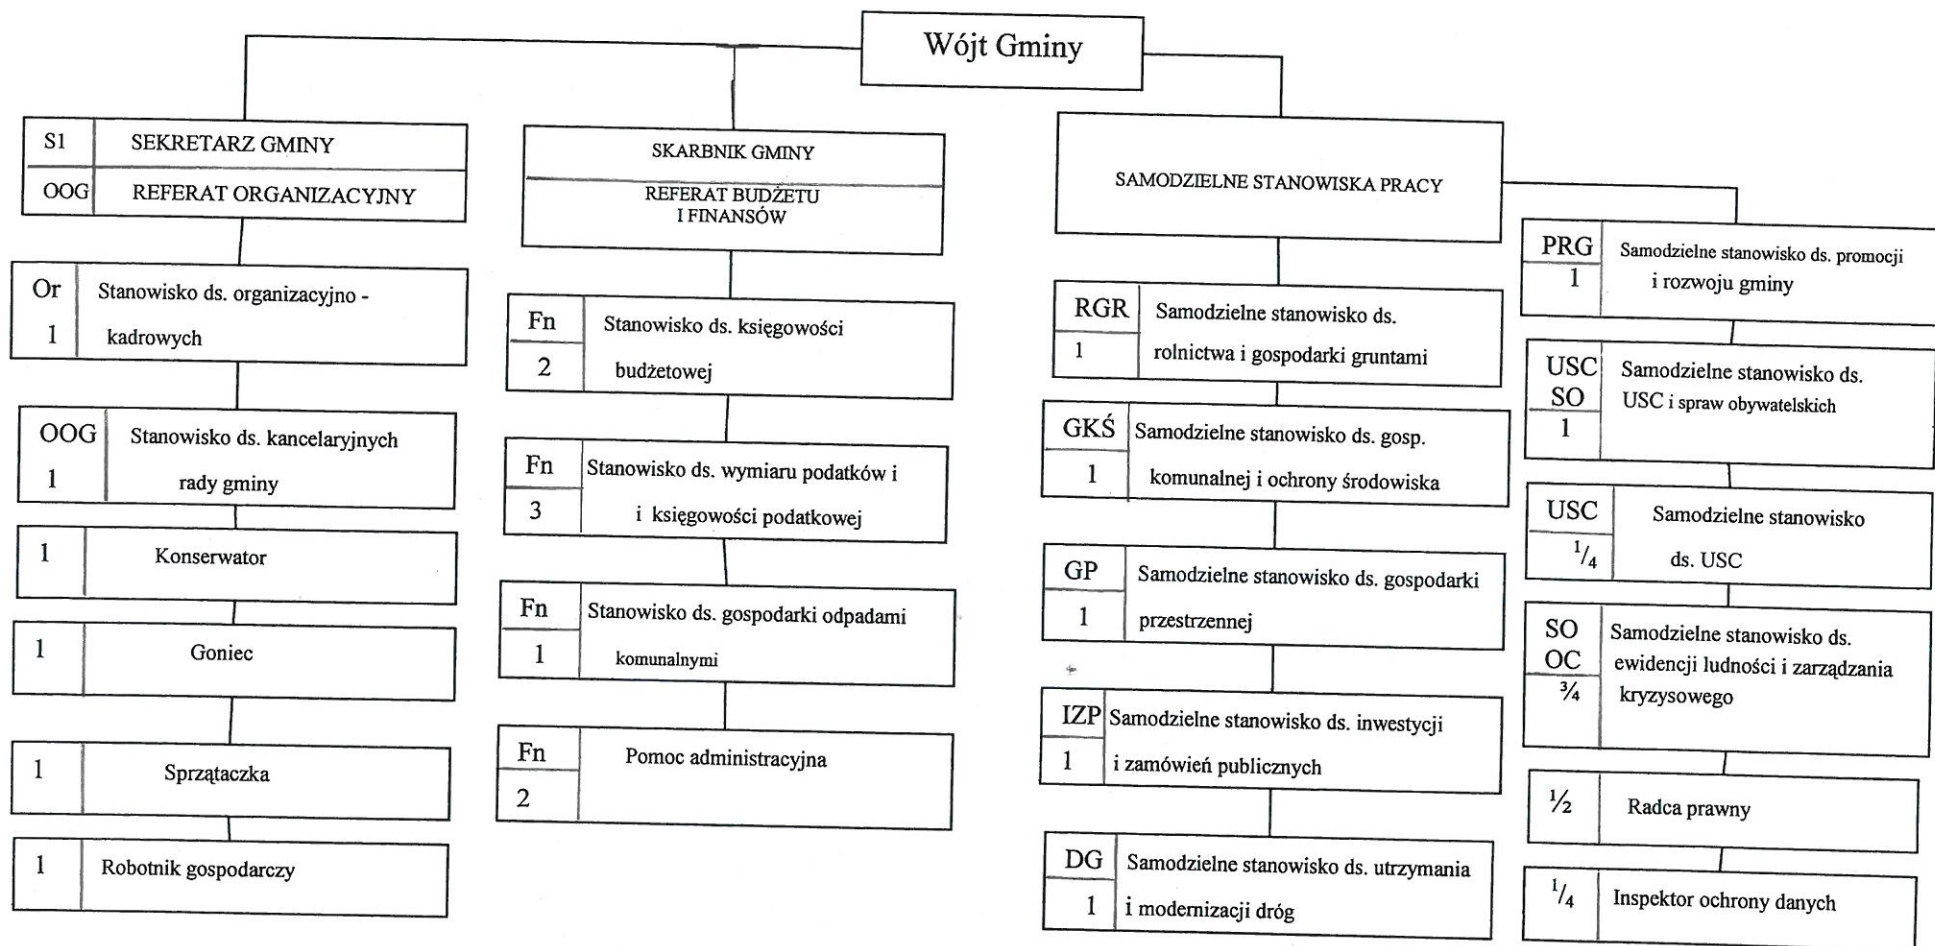 Wójt Gminy
S1 SEKRETARZ GMINY
OOG REFERAT ORGANIZACYJNY
Or Stanowisko ds. organizacyjno -
1 kadrowych
OOG Stanowisko ds. kancelaryjnych
1 rady gminy
1 Konserwator
1 Goniec
1 Sprzątaczka
1 Robotnik gospodarczy
SKARBNIK GMINY
REFERAT BUDŻETU
I FINANSÓW
Fn Stanowisko ds. księgowości
2 budżetowej
Fn Stanowisko ds. wymiaru podatków i
3 i księgowości podatkowej
Fn Stanowisko ds. gospodarki odpadami
1 komunalnymi
Fn Pomoc administracyjna
2
SAMODZIELNE STANOWISKA PRACY
RGR Samodzielne stanowisko ds.
1 rolnictwa i gospodarki gruntami
GKŚ Samodzielne stanowisko ds. gosp.
1 komunalnej i ochrony środowiska
GP Samodzielne stanowisko ds. gospodarki
1 przestrzennej
IZP Samodzielne stanowisko ds. inwestycji
1 i zamówień publicznych
DG Samodzielne stanowisko ds. utrzymania
1 i modernizacji dróg
PRG Samodzielne stanowisko ds. promocji
1 i rozwoju gminy
USC Samodzielne stanowisko ds.
SO USC i spraw obywatelskich
1
USC Samodzielne stanowisko
1/4 ds. USC
SO Samodzielne stanowisko ds.
OC ewidencji ludności i zarządzania
¾ kryzysowego
½ Radca prawny
1/4 Inspektor ochrony danych